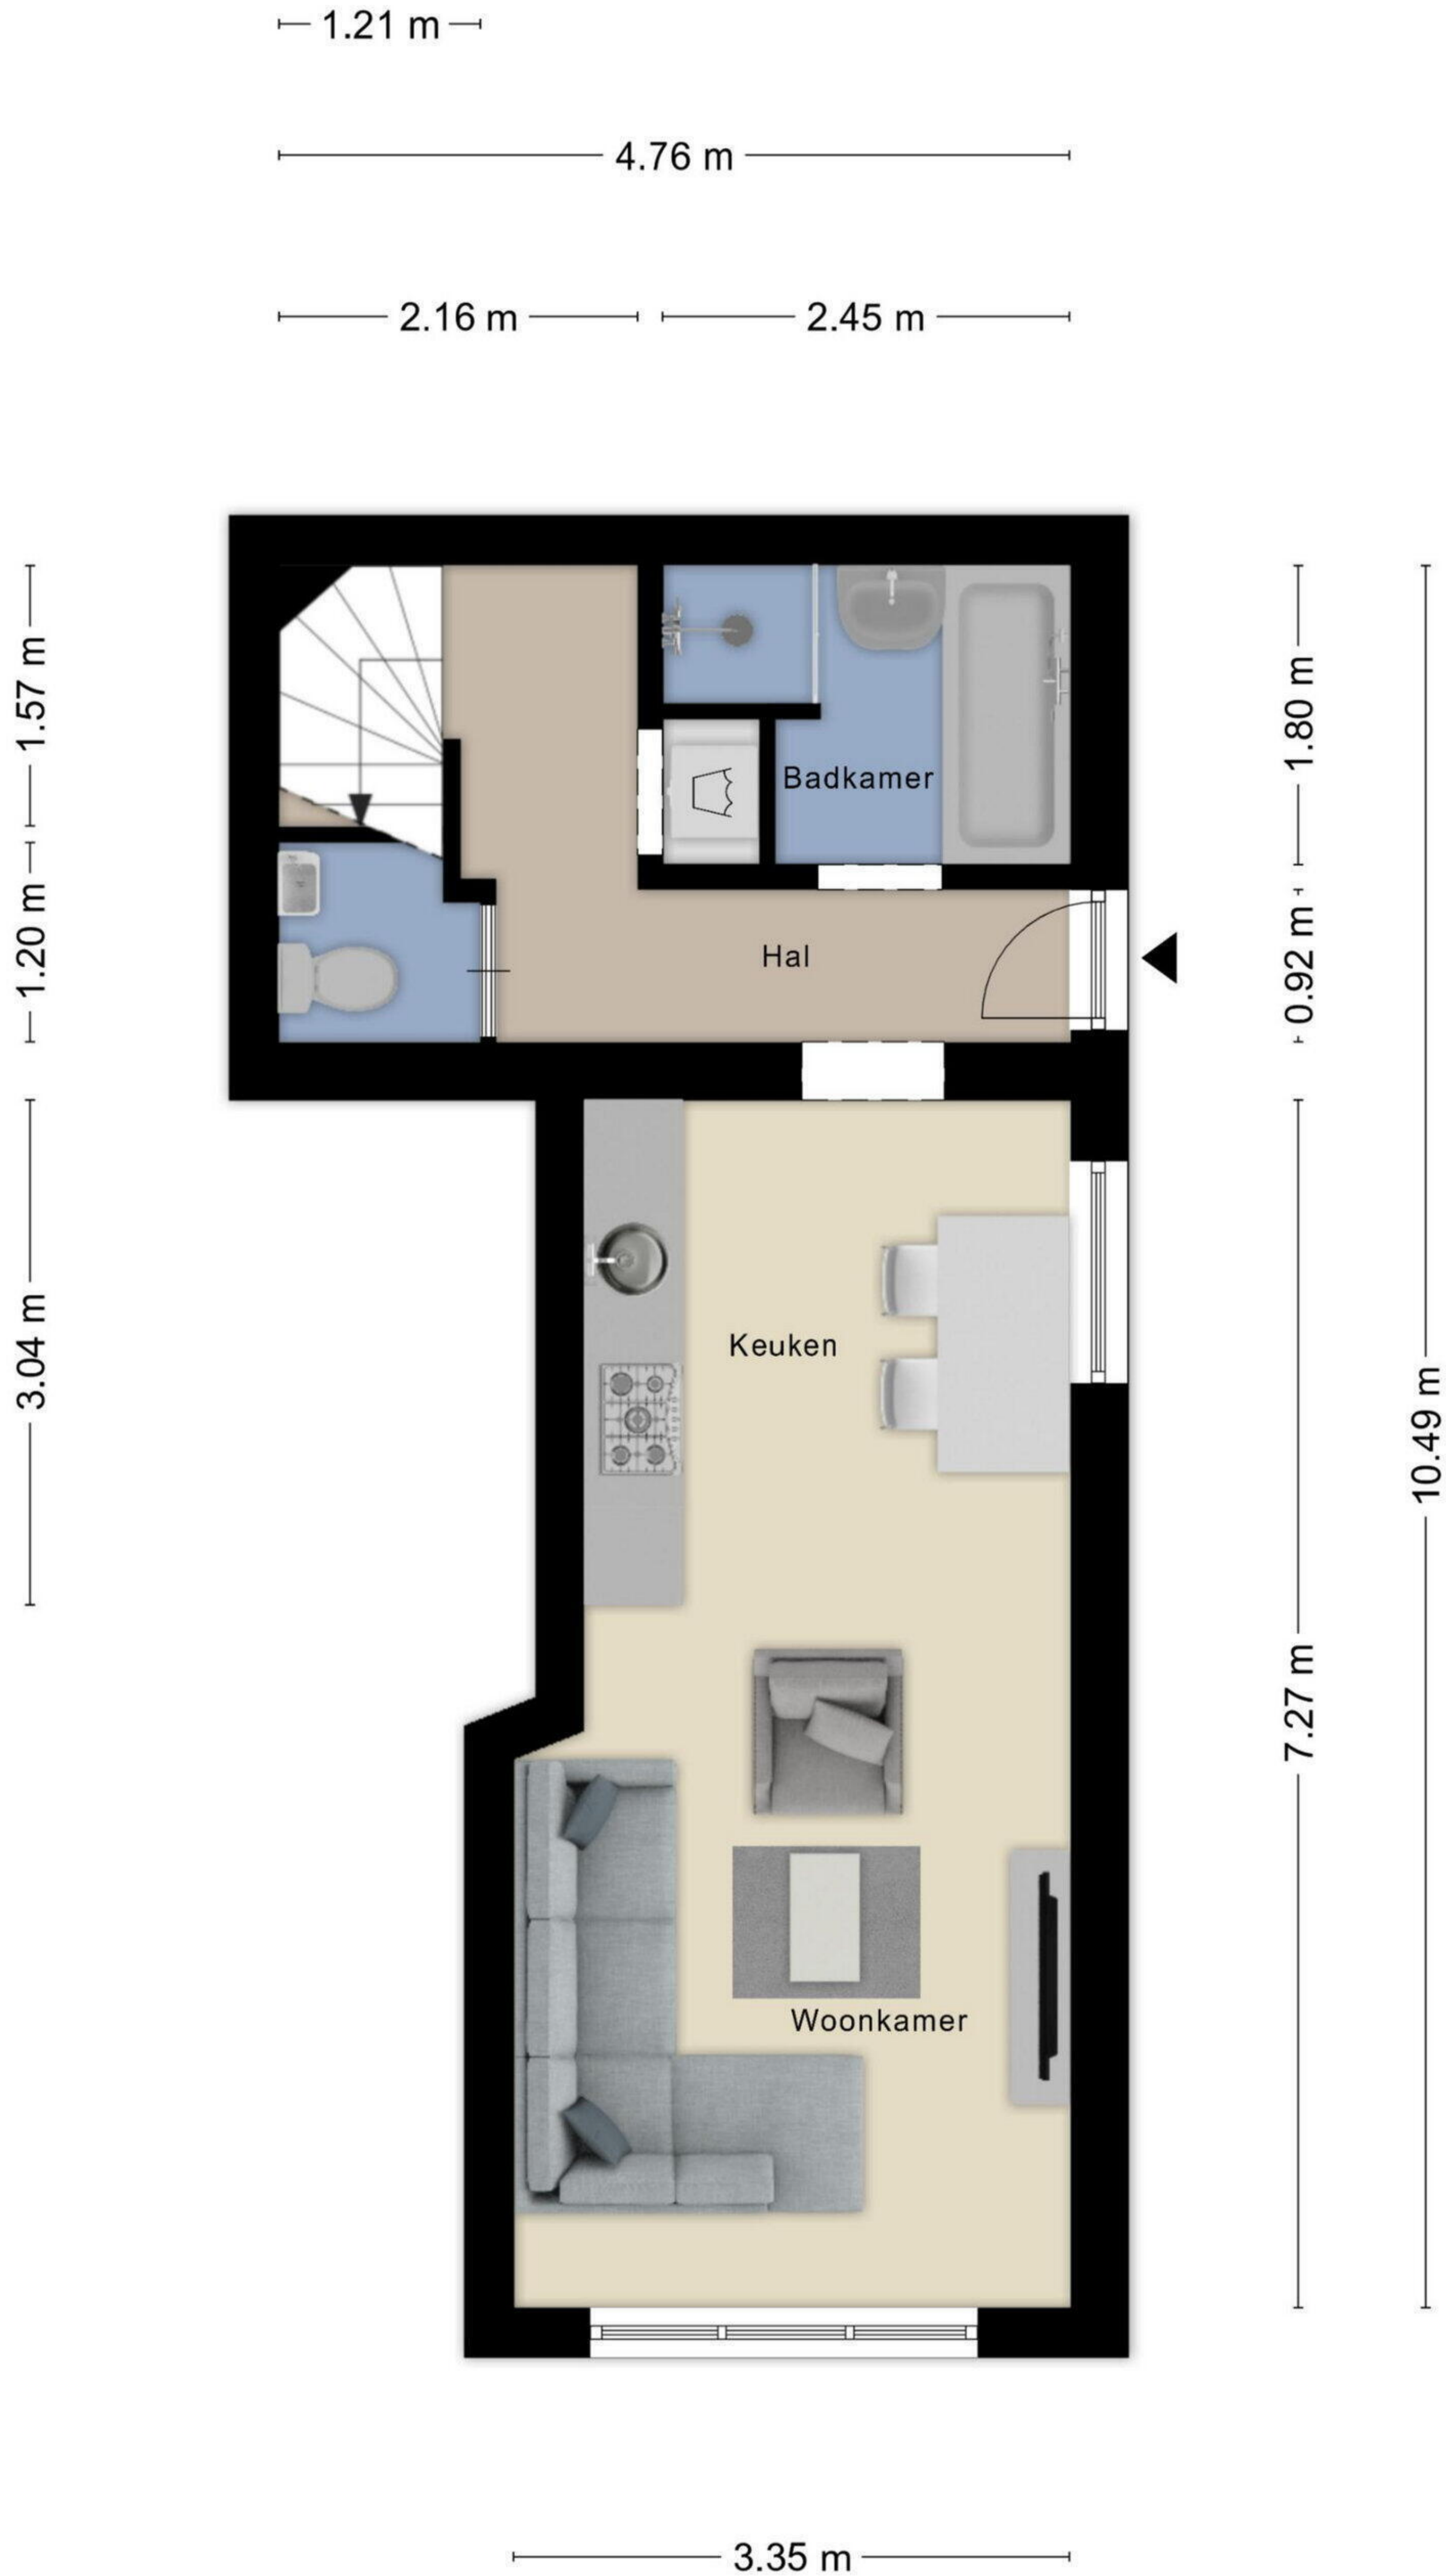 1.21 m
4.76 m
2.16 m
2.45 m
1.57 m
1.80 m
Badkamer
1.20 m
Hal
0.92 m
3.04 m
Keuken
10.49 m
7.27 m
Woonkamer
3.35 m